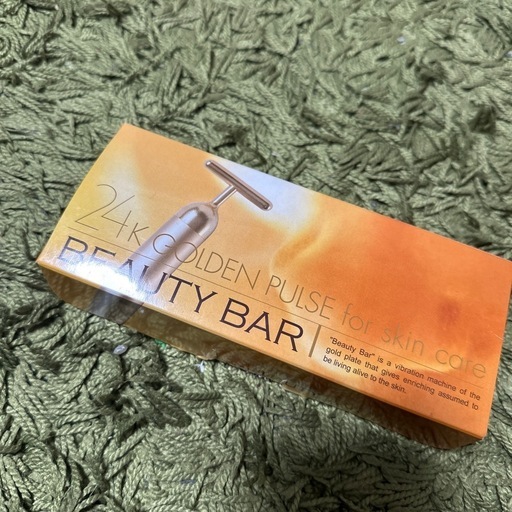 24K GOLDEN PULSE for skin care
BEAUTY BAR
"Beauty Bar" is a vibration machine of the
gold plate that gives enriching assumed to
be living alive to the skin.